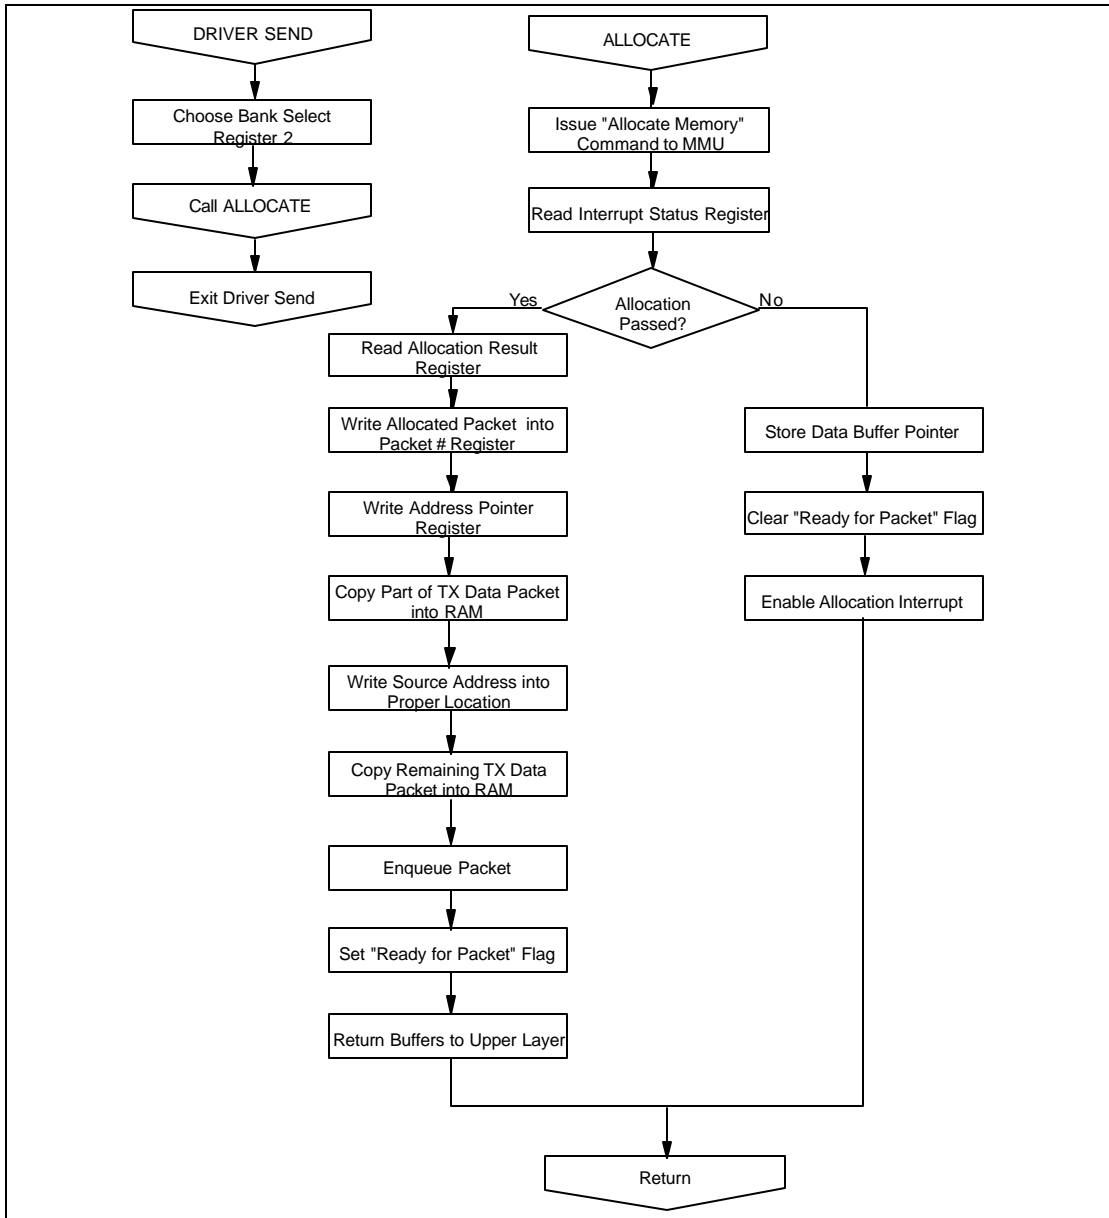 DRIVER SEND
Choose Bank Select
Register 2
Call ALLOCATE
Exit Driver Send
ALLOCATE
Issue "Allocate Memory"
Command to MMU
Read Interrupt Status Register
Allocation
Passed?
Yes
No
Read Allocation Result
Register
Write Allocated Packet into
Packet # Register
Write Address Pointer
Register
Copy Part of TX Data Packet
into RAM
Write Source Address into
Proper Location
Copy Remaining TX Data
Packet into RAM
Enqueue Packet
Set "Ready for Packet" Flag
Return Buffers to Upper Layer
Store Data Buffer Pointer
Clear "Ready for Packet" Flag
Enable Allocation Interrupt
Return